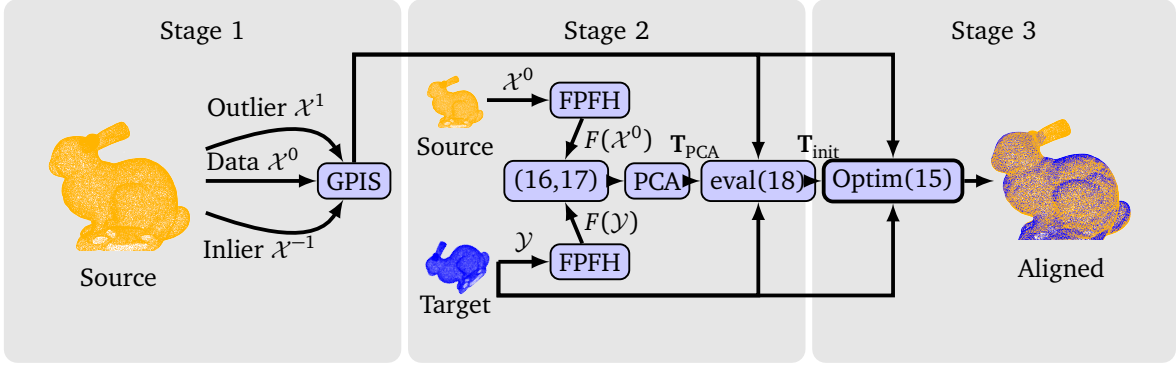 Stage 1
Outlier 𝒳¹
Data 𝒳⁰
Inlier 𝒳⁻¹
Source
GPIS
Stage 2
𝒳⁰
FPFH
Source
F(𝒳⁰)
T_PCA
(16,17)
PCA
eval(18)
F(𝒴)
𝒴
FPFH
Target
T_init
Stage 3
Optim(15)
Aligned